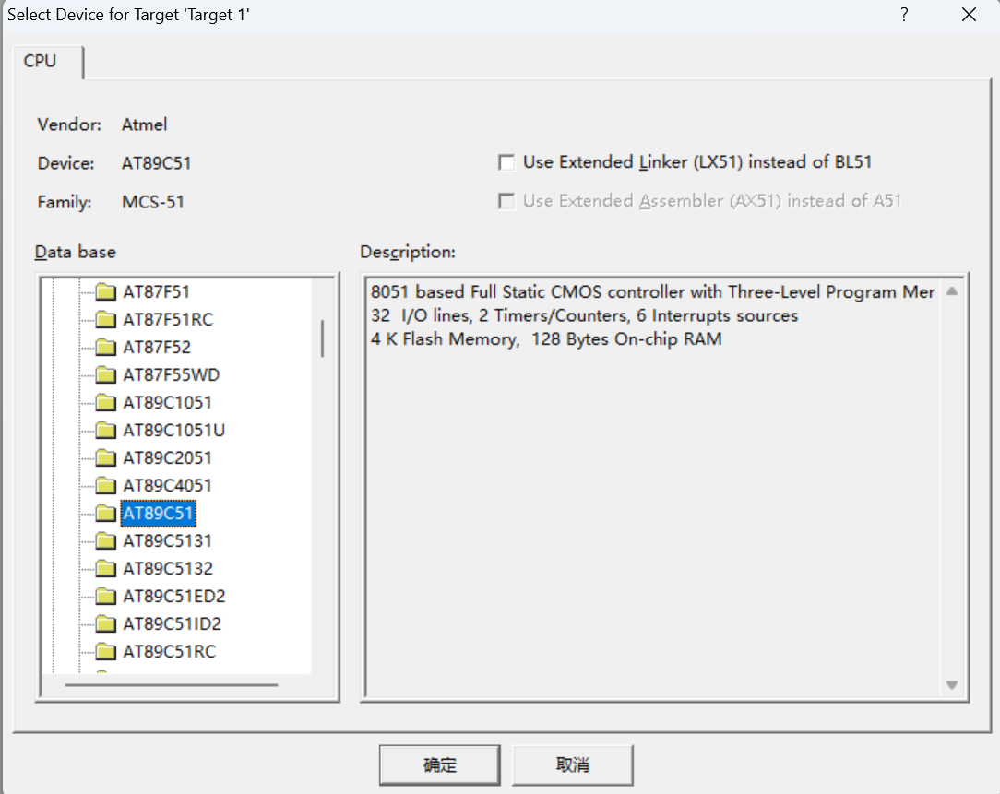 Select Device for Target 'Target 1'
?
CPU
Vendor: Atmel
Device: AT89C51
Family: MCS-51
Use Extended Linker (LX51) instead of BL51
Use Extended Assembler (AX51) instead of A51
Data base
AT87F51
AT87F51RC
AT87F52
AT87F55WD
AT89C1051
AT89C1051U
AT89C2051
AT89C4051
AT89C51
AT89C5131
AT89C5132
AT89C51ED2
AT89C51ID2
AT89C51RC
Description:
8051 based Full Static CMOS controller with Three-Level Program Mer
32 I/O lines, 2 Timers/Counters, 6 Interrupts sources
4 K Flash Memory, 128 Bytes On-chip RAM
确定
取消